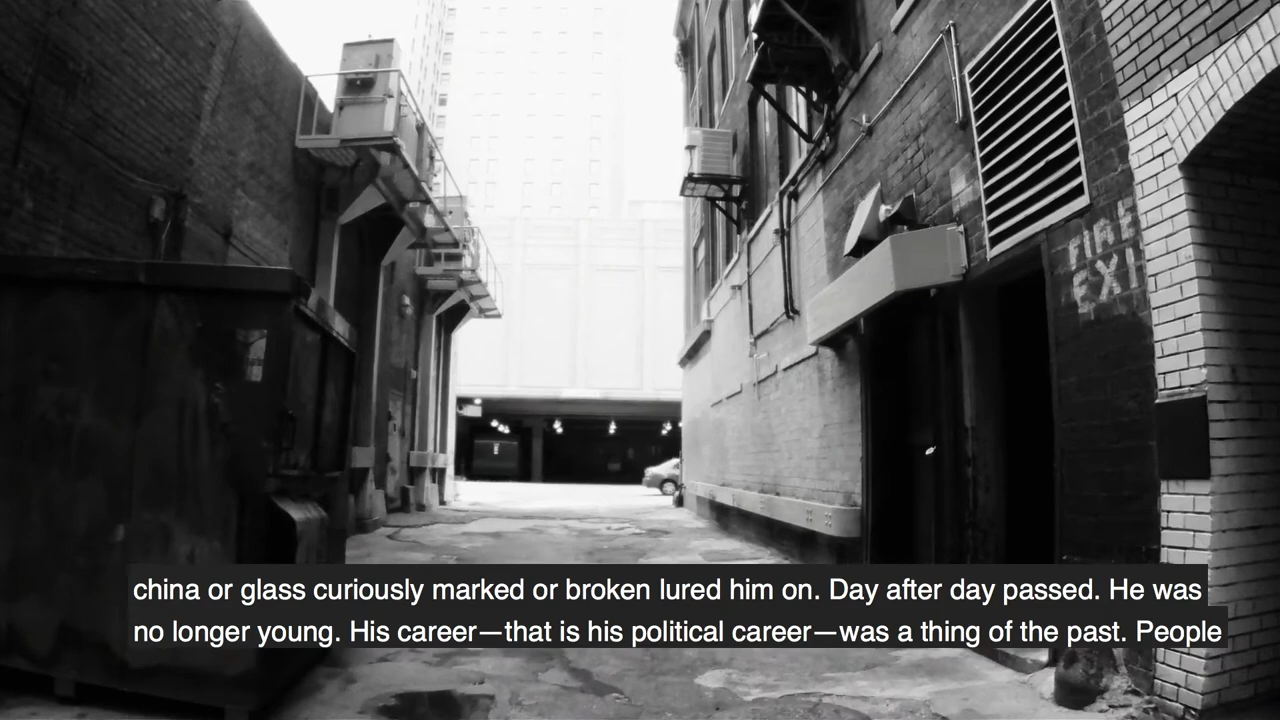 FIRE
EXI
china or glass curiously marked or broken lured him on. Day after day passed. He was
no longer young. His career—that is his political career—was a thing of the past. People